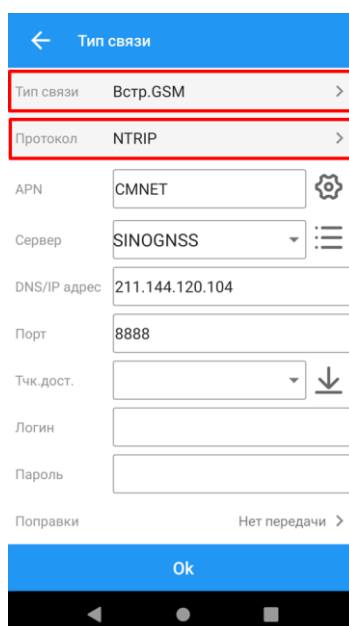 Тип связи
Тип связи Встр.GSM
Протокол NTRIP
APN CMNET
Сервер SINOGNSS
DNS/IP адрес 211.144.120.104
Порт 8888
Тчк.дост.
Логин
Пароль
Поправки Нет передачи
Ok